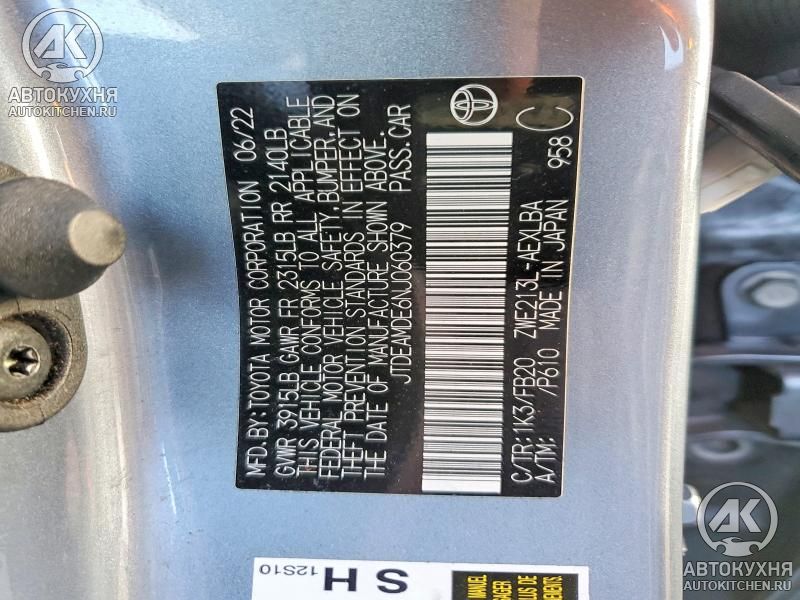 АВТОКУХНЯ
AUTOKITCHEN.RU
MFD. BY: TOYOTA MOTOR CORPORATION 06/22
GVWR 3915LB GAWR FR 2315LB RR 2140LB
THIS VEHICLE CONFORMS TO ALL APPLICABLE
FEDERAL MOTOR VEHICLE SAFETY, BUMPER, AND
THEFT PREVENTION STANDARDS IN EFFECT ON
THE DATE OF MANUFACTURE SHOWN ABOVE.
JTDEAMDE6NJ060379 PASS. CAR
C/TR: 1K3/FB20 ZWE213L-AEXLBA 958 C
A/TM: /P610 MADE IN JAPAN
SH
12S10
MANUEL
PLUS DE
АВТОКУХНЯ
AUTOKITCHEN.RU